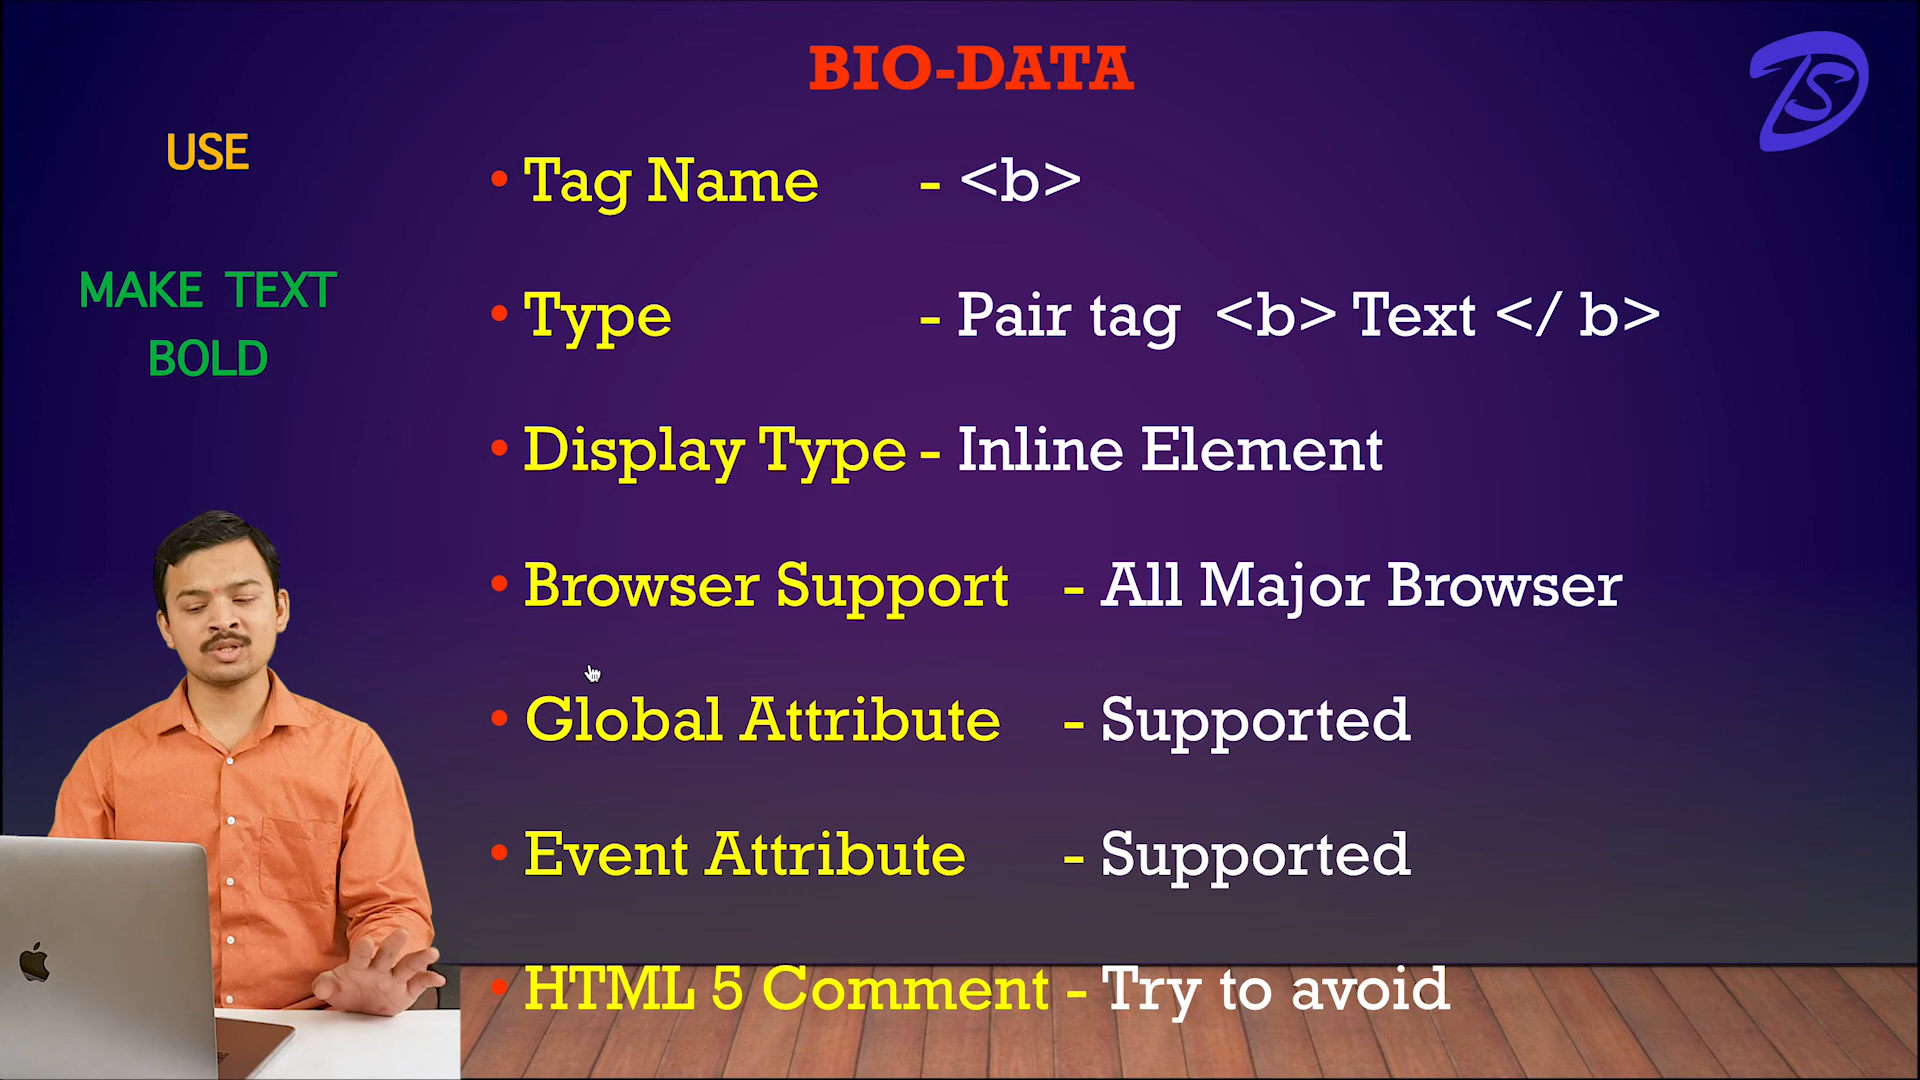 BIO-DATA
USE
MAKE TEXT
BOLD
• Tag Name - <b>
• Type - Pair tag <b> Text </ b>
• Display Type - Inline Element
• Browser Support - All Major Browser
• Global Attribute - Supported
• Event Attribute - Supported
• HTML 5 Comment - Try to avoid